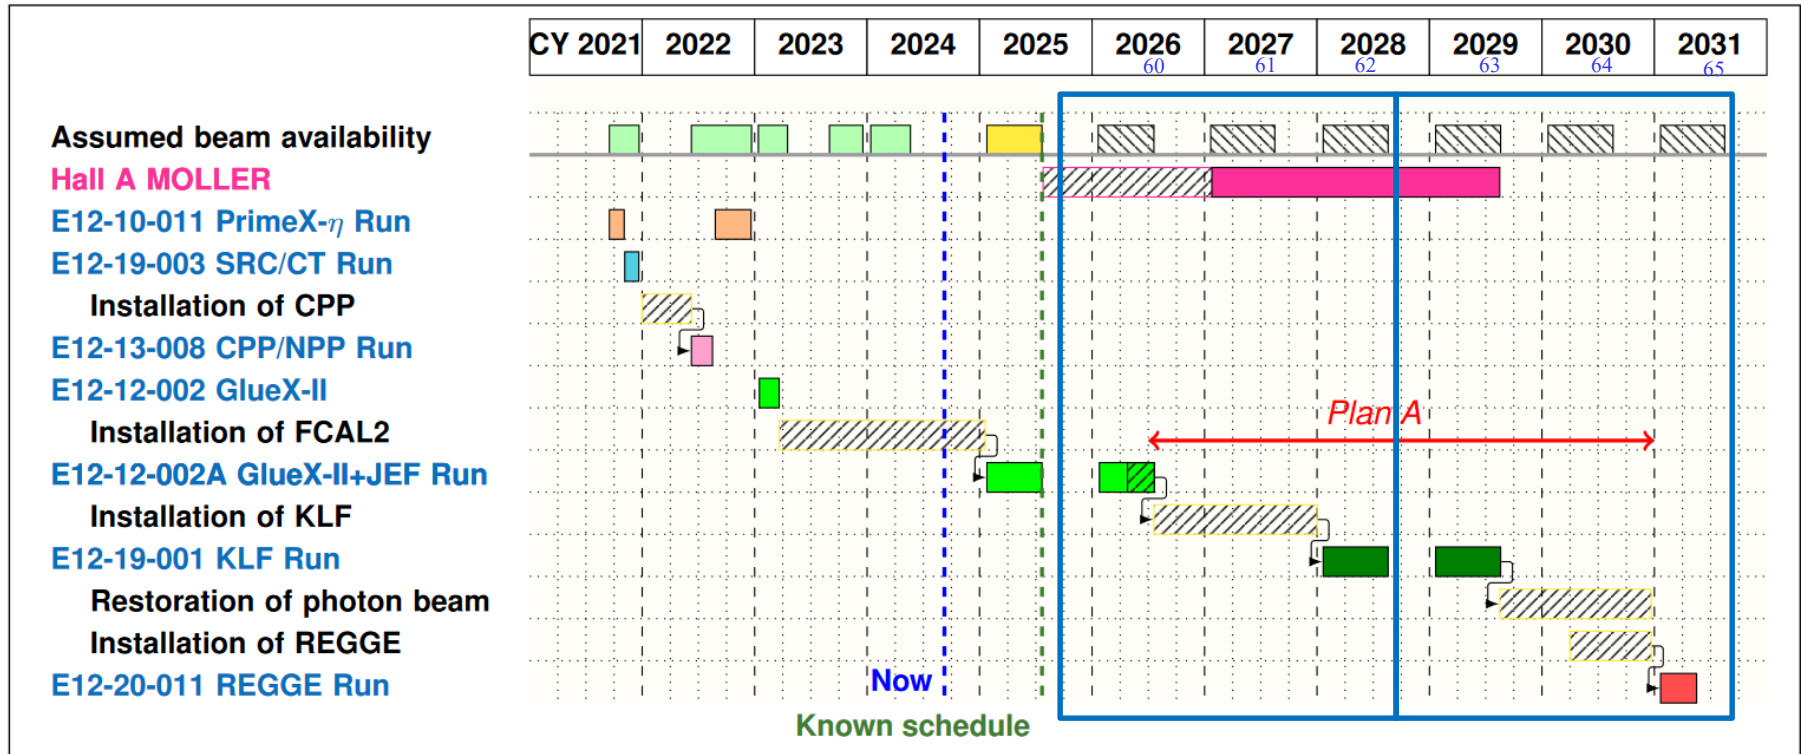 CY 2021 2022 2023 2024 2025 2026 2027 2028 2029 2030 2031
60 61 62 63 64 65
Assumed beam availability
Hall A MOLLER
E12-10-011 PrimeX-η Run
E12-19-003 SRC/CT Run
Installation of CPP
E12-13-008 CPP/NPP Run
E12-12-002 GlueX-II
Plan A
Installation of FCAL2
E12-12-002A GlueX-II+JEF Run
Installation of KLF
E12-19-001 KLF Run
Restoration of photon beam
Installation of REGGE
E12-20-011 REGGE Run
Now
Known schedule